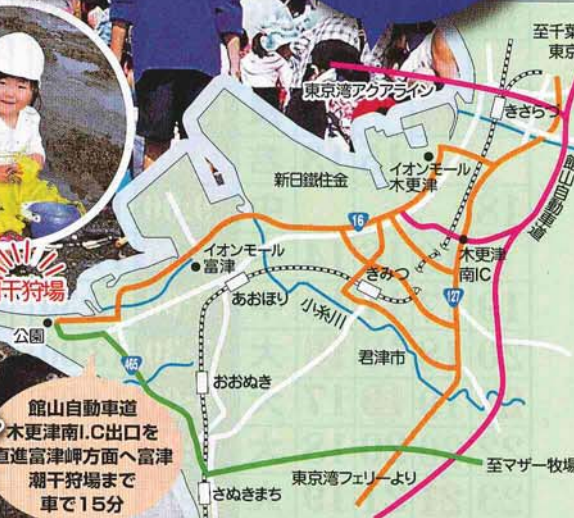 至千葉
東京
東京湾アクアライン
きさらづ
イオンモール
木更津
新日鐵住金
館山自動車道
16
イオンモール
富津
木更津
南IC
きみつ
あおほり
127
小糸川
干狩場
公園
465
君津市
おおぬき
館山自動車道
木更津南I.C出口を
直進富津岬方面へ富津
潮干狩場まで
車で15分
東京湾フェリーより
至マザー牧場
さぬきまち